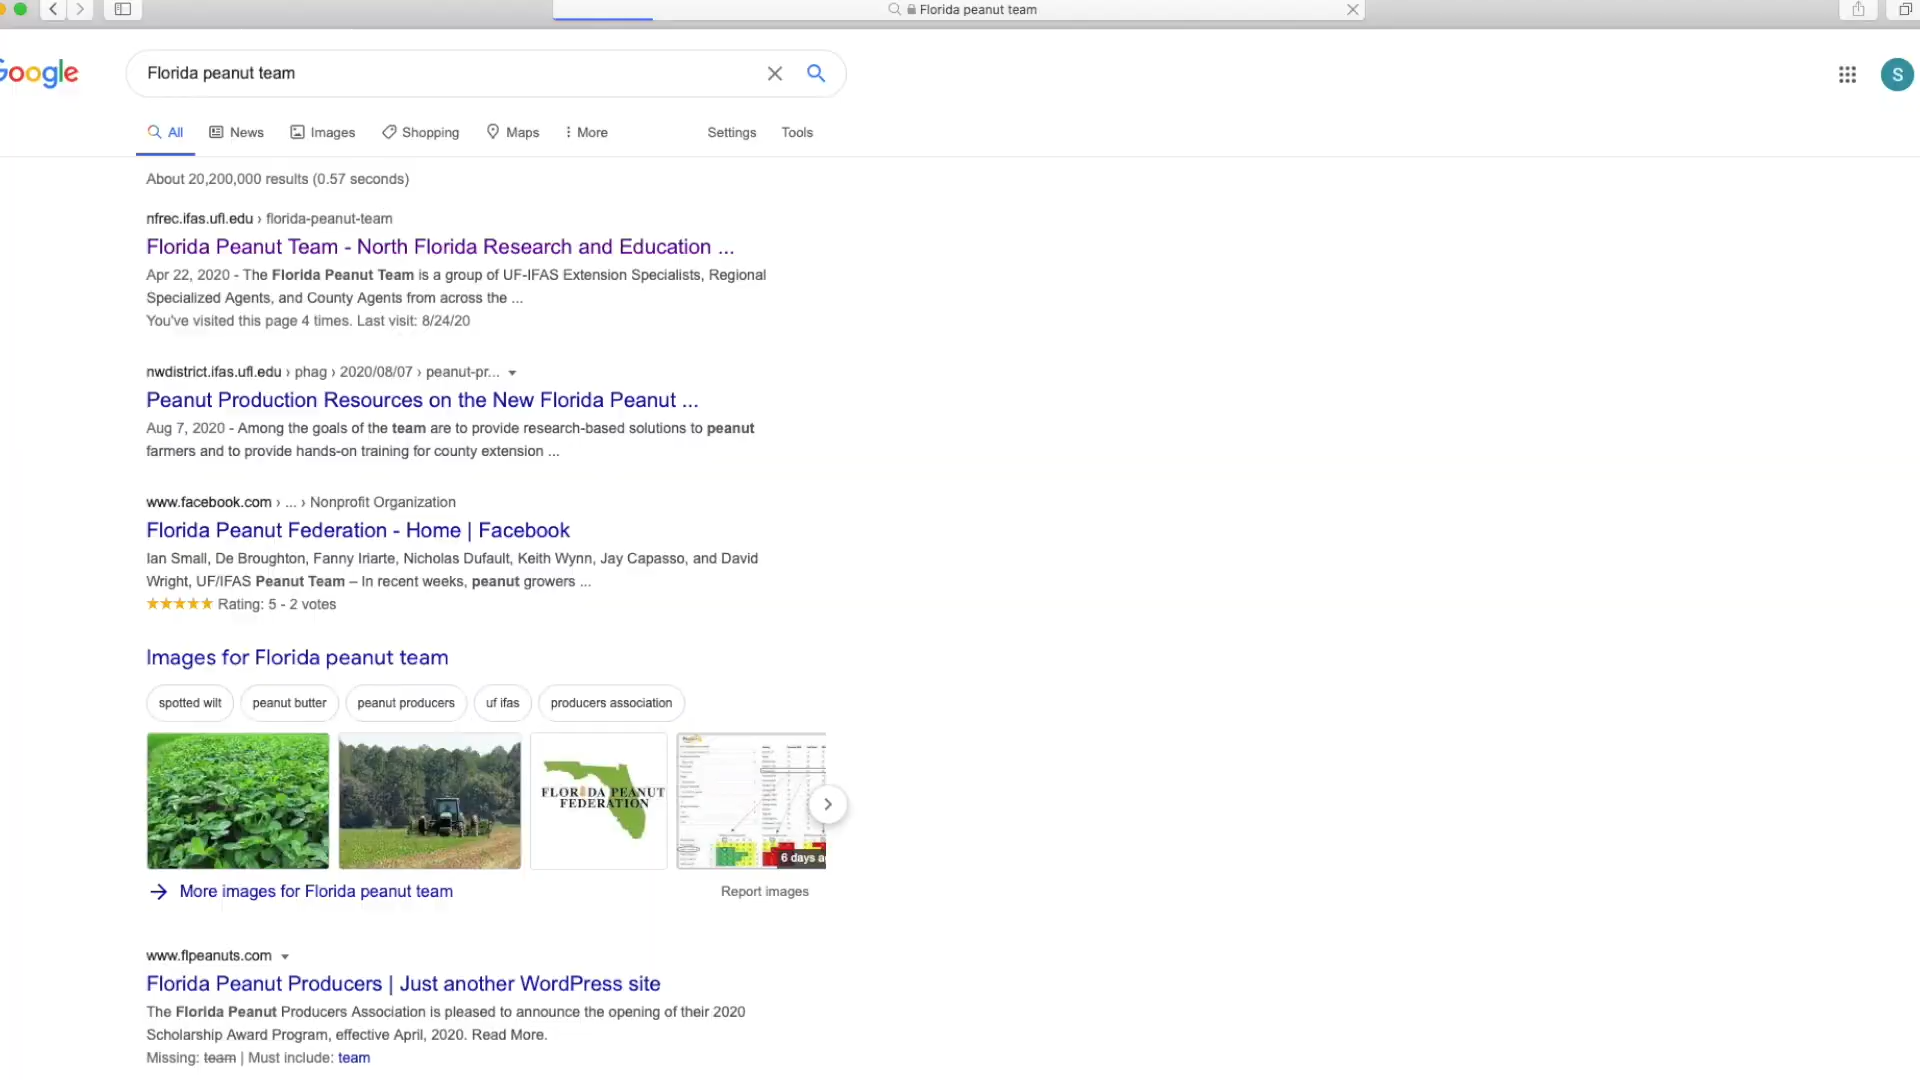 Florida peanut team
Google
Florida peanut team
S
All
News
Images
Shopping
Maps
More
Settings
Tools
About 20,200,000 results (0.57 seconds)
nfrec.ifas.ufl.edu › florida-peanut-team
Florida Peanut Team - North Florida Research and Education ...
Apr 22, 2020 - The Florida Peanut Team is a group of UF-IFAS Extension Specialists, Regional
Specialized Agents, and County Agents from across the ...
You've visited this page 4 times. Last visit: 8/24/20
nwdistrict.ifas.ufl.edu › phag › 2020/08/07 › peanut-pr...
Peanut Production Resources on the New Florida Peanut ...
Aug 7, 2020 - Among the goals of the team are to provide research-based solutions to peanut
farmers and to provide hands-on training for county extension ...
www.facebook.com › ... › Nonprofit Organization
Florida Peanut Federation - Home | Facebook
Ian Small, De Broughton, Fanny Iriarte, Nicholas Dufault, Keith Wynn, Jay Capasso, and David
Wright, UF/IFAS Peanut Team – In recent weeks, peanut growers ...
Rating: 5 - 2 votes
Images for Florida peanut team
spotted wilt
peanut butter
peanut producers
uf ifas
producers association
FLORIDA PEANUT
FEDERATION
6 days a
More images for Florida peanut team
Report images
www.flpeanuts.com
Florida Peanut Producers | Just another WordPress site
The Florida Peanut Producers Association is pleased to announce the opening of their 2020
Scholarship Award Program, effective April, 2020. Read More.
Missing: team | Must include: team